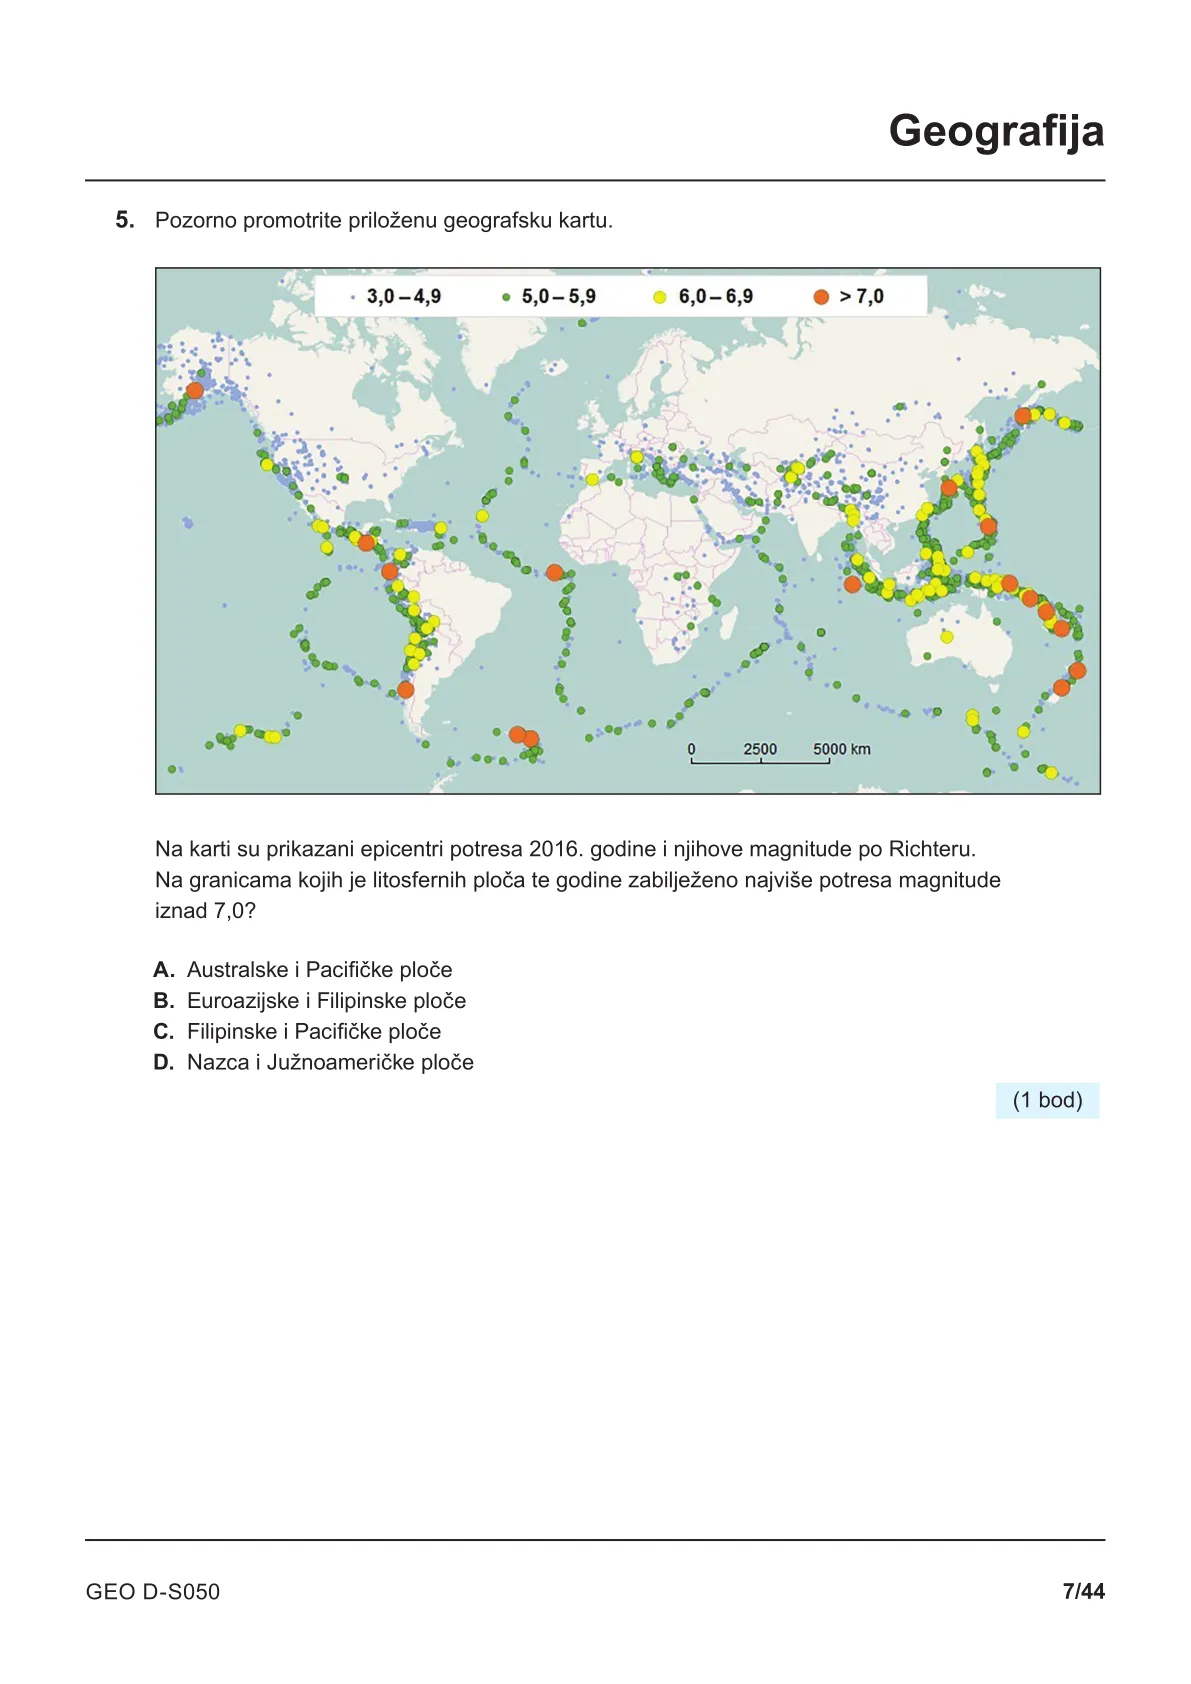 Geografija
5. Pozorno promotrite priloženu geografsku kartu.
3,0 – 4,9 5,0 – 5,9 6,0 – 6,9 > 7,0
0 2500 5000 km
Na karti su prikazani epicentri potresa 2016. godine i njihove magnitude po Richteru.
Na granicama kojih je litosfernih ploča te godine zabilježeno najviše potresa magnitude
iznad 7,0?
A. Australske i Pacifičke ploče
B. Euroazijske i Filipinske ploče
C. Filipinske i Pacifičke ploče
D. Nazca i Južnoameričke ploče
(1 bod)
GEO D-S050
7/44